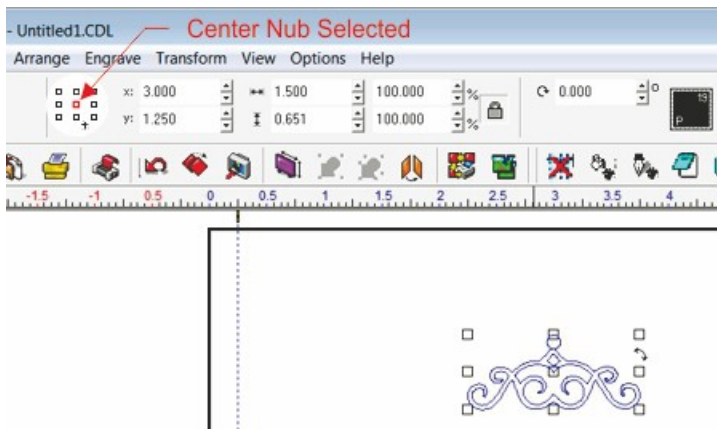 - Untitled1.CDL
Center Nub Selected
Arrange Engrave Transform View Options Help
x: 3.000 1.500 100.000 % 0.000 °
y: 1.250 0.651 100.000 %
19
P
-1.5 -1 0.5 0 0.5 1 1.5 2 2.5 3 3.5 4